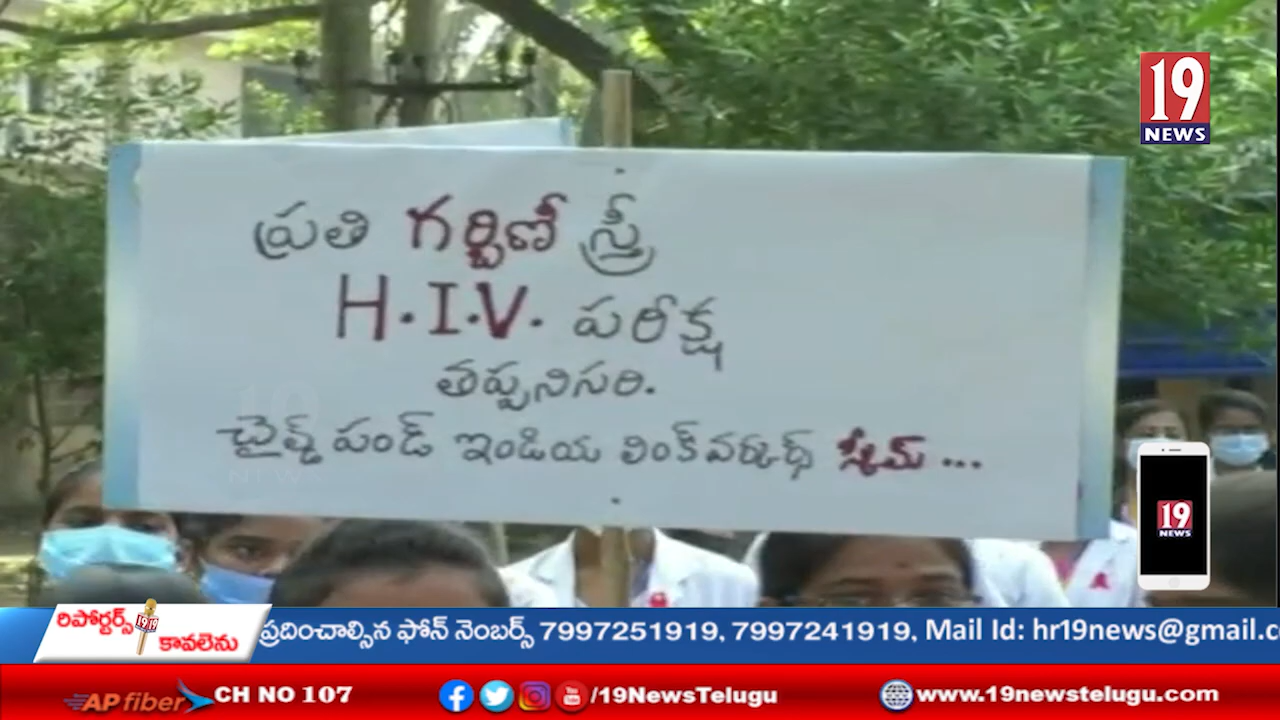 19
NEWS
ప్రతి గర్భిణీ స్త్రీ
H.I.V. పరీక్ష
తప్పనిసరి.
చైల్డ్ ఫండ్ ఇండియ లింక్ వర్కర్ స్కీమ్ ...
19
NEWS
రిపోర్టర్స్
కావలెను
ప్రదించాల్సిన ఫోన్ నెంబర్స్ 7997251919, 7997241919, Mail Id: hr19news@gmail.c
AP fiber CH NO 107
/19NewsTelugu
www.19newstelugu.com